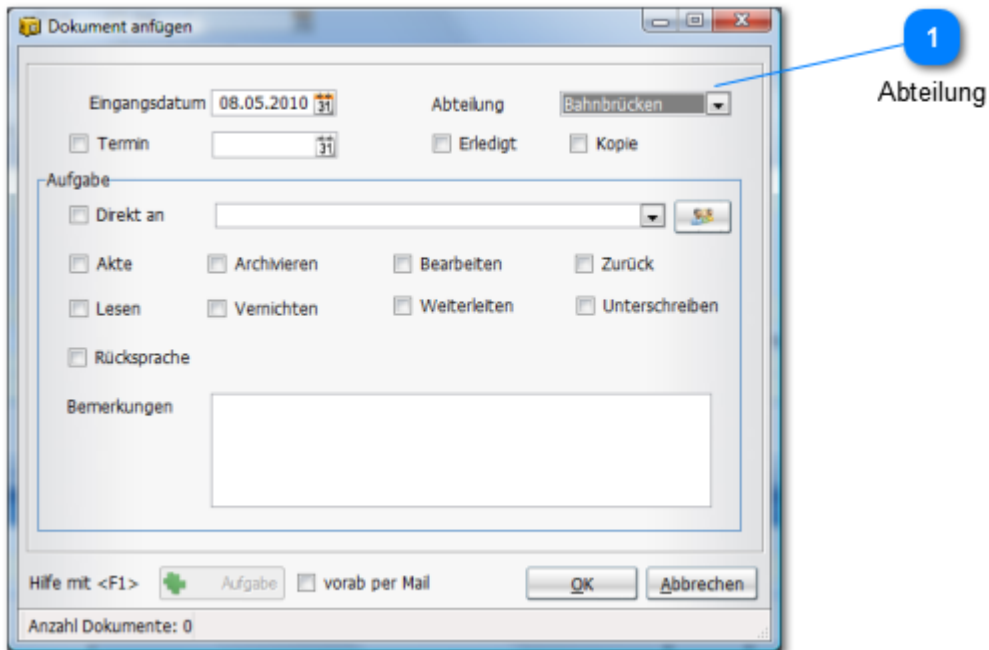 Dokument anfügen
1
Abteilung
Eingangsdatum 08.05.2010 31 Abteilung Bahnbrücken
Termin 31 Erledigt Kopie
Aufgabe
Direkt an
Akte Archivieren Bearbeiten Zurück
Lesen Vernichten Weiterleiten Unterschreiben
Rücksprache
Bemerkungen
Hilfe mit <F1> Aufgabe vorab per Mail OK Abbrechen
Anzahl Dokumente: 0